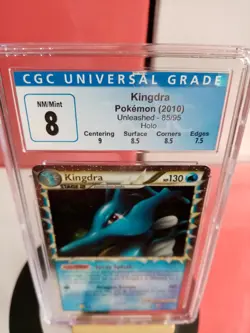 CGC UNIVERSAL GRADE
NM/Mint
8
Kingdra
Pokémon (2010)
Unleashed - 85/95
Holo
Centering Surface Corners Edges
9 8.5 8.5 7.5
Kingdra HP130